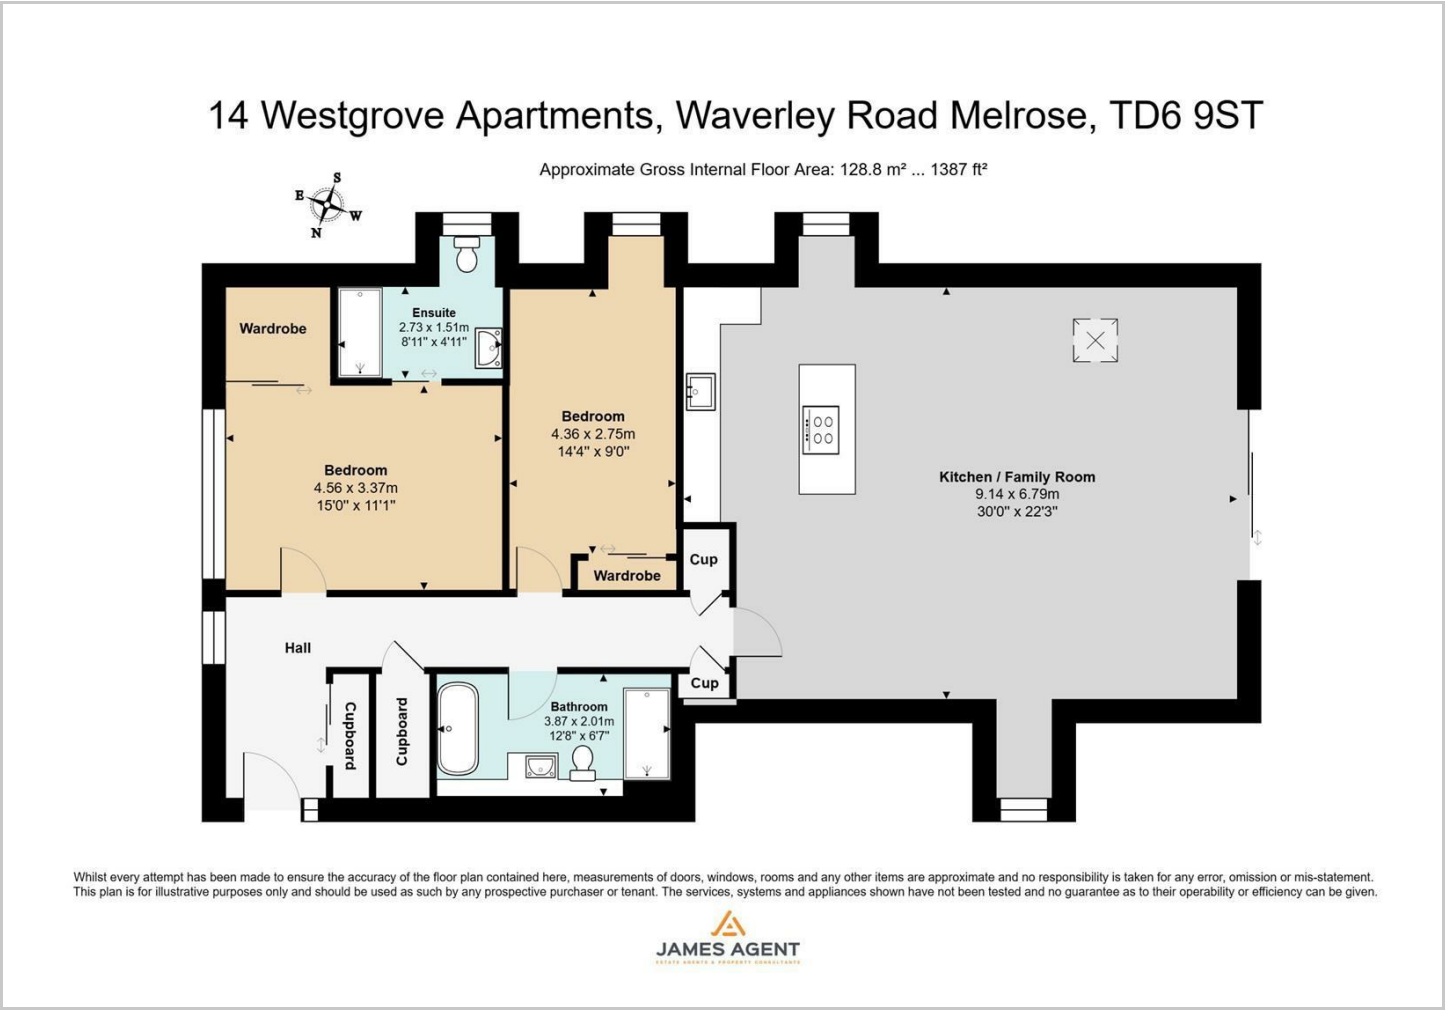 14 Westgrove Apartments, Waverley Road Melrose, TD6 9ST
Approximate Gross Internal Floor Area: 128.8 m² ... 1387 ft²
S
E
W
N
Wardrobe
Ensuite
2.73 x 1.51m
8'11" x 4'11"
Bedroom
4.36 x 2.75m
14'4" x 9'0"
Bedroom
4.56 x 3.37m
15'0" x 11'1"
Kitchen / Family Room
9.14 x 6.79m
30'0" x 22'3"
Cup
Wardrobe
Hall
Cup
Cupboard
Cupboard
Bathroom
3.87 x 2.01m
12'8" x 6'7"
Whilst every attempt has been made to ensure the accuracy of the floor plan contained here, measurements of doors, windows, rooms and any other items are approximate and no responsibility is taken for any error, omission or mis-statement.
This plan is for illustrative purposes only and should be used as such by any prospective purchaser or tenant. The services, systems and appliances shown have not been tested and no guarantee as to their operability or efficiency can be given.
JAMES AGENT
ESTATE AGENTS & PROPERTY CONSULTANTS